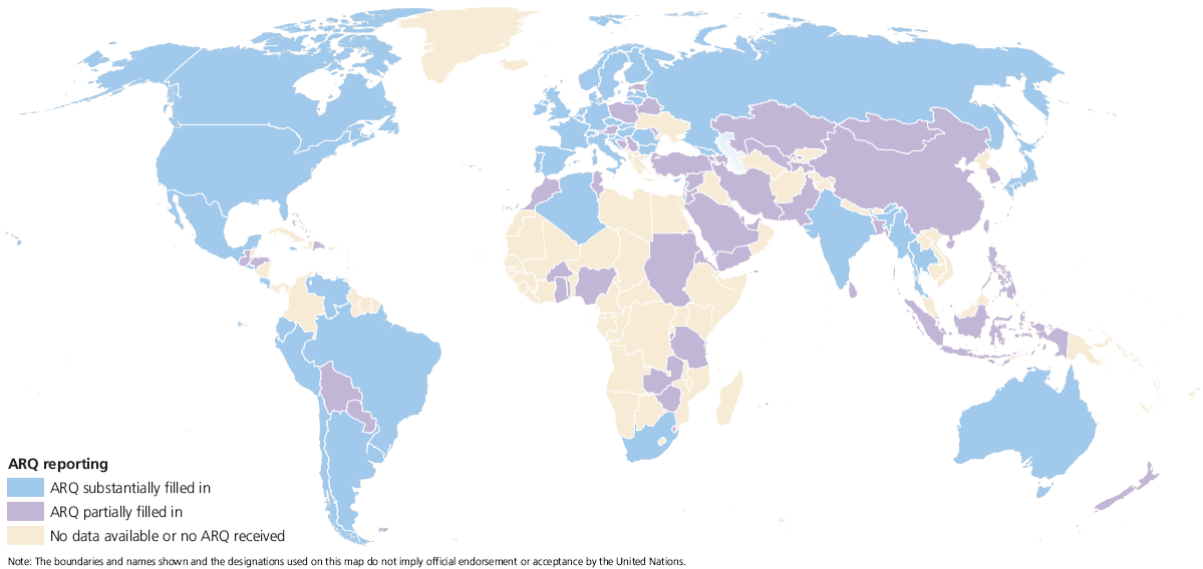 ARQ reporting
ARQ substantially filled in
ARQ partially filled in
No data available or no ARQ received
Note: The boundaries and names shown and the designations used on this map do not imply official endorsement or acceptance by the United Nations.